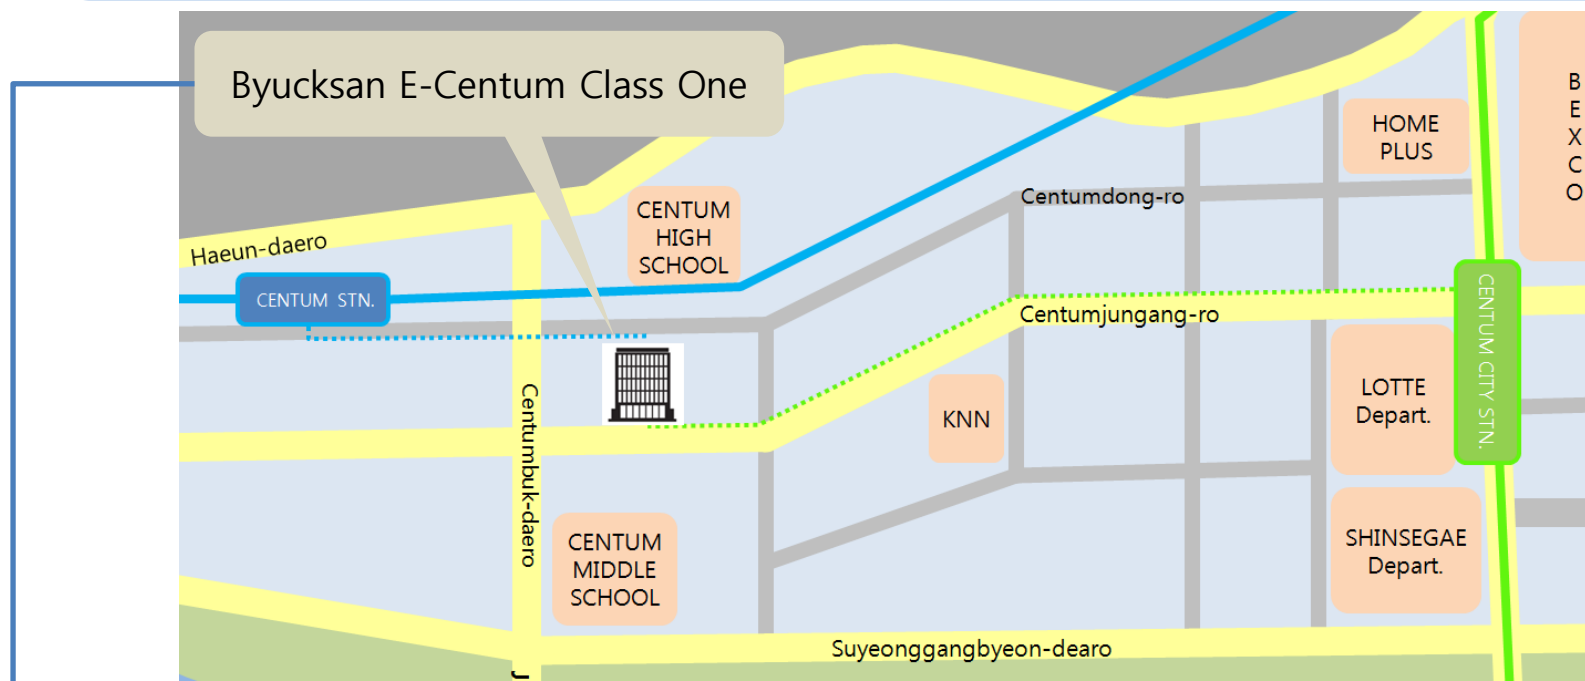 Byucksan E-Centum Class One
HOME
PLUS
B
E
X
C
O
CENTUM
HIGH
SCHOOL
Centumdong-ro
Haeun-daero
CENTUM STN.
Centumjungang-ro
CENTUM CITY STN.
LOTTE
Depart.
KNN
Centumbuk-daero
CENTUM
MIDDLE
SCHOOL
SHINSEGAE
Depart.
Suyeonggangbyeon-dearo